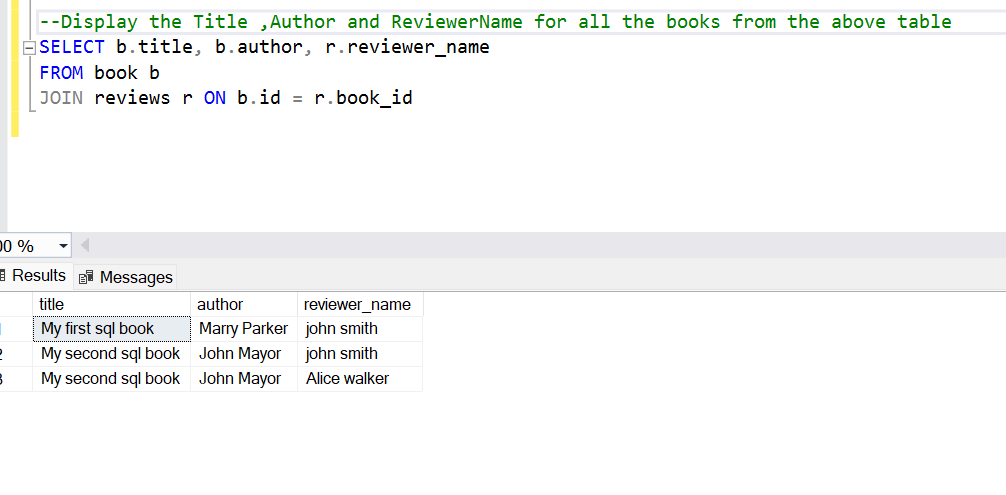 --Display the Title ,Author and ReviewerName for all the books from the above table
SELECT b.title, b.author, r.reviewer_name
FROM book b
JOIN reviews r ON b.id = r.book_id
00 %
Results Messages
title author reviewer_name
My first sql book Marry Parker john smith
2 My second sql book John Mayor john smith
3 My second sql book John Mayor Alice walker